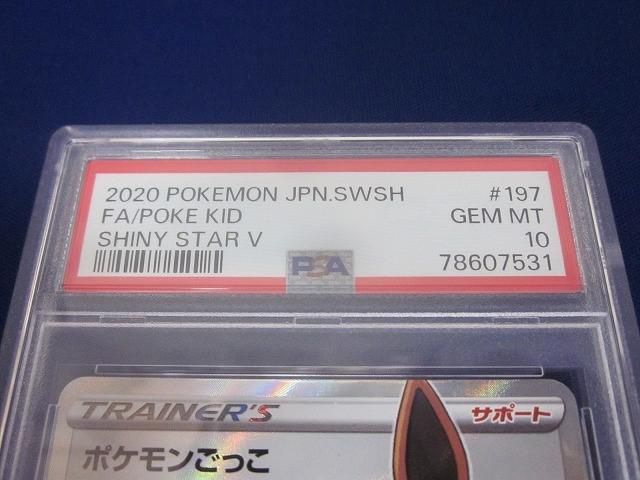 2020 POKEMON JPN.SWSH #197
FA/POKE KID GEM MT
SHINY STAR V 10
PSA 78607531
TRAINER'S サポート
ポケモンごっこ